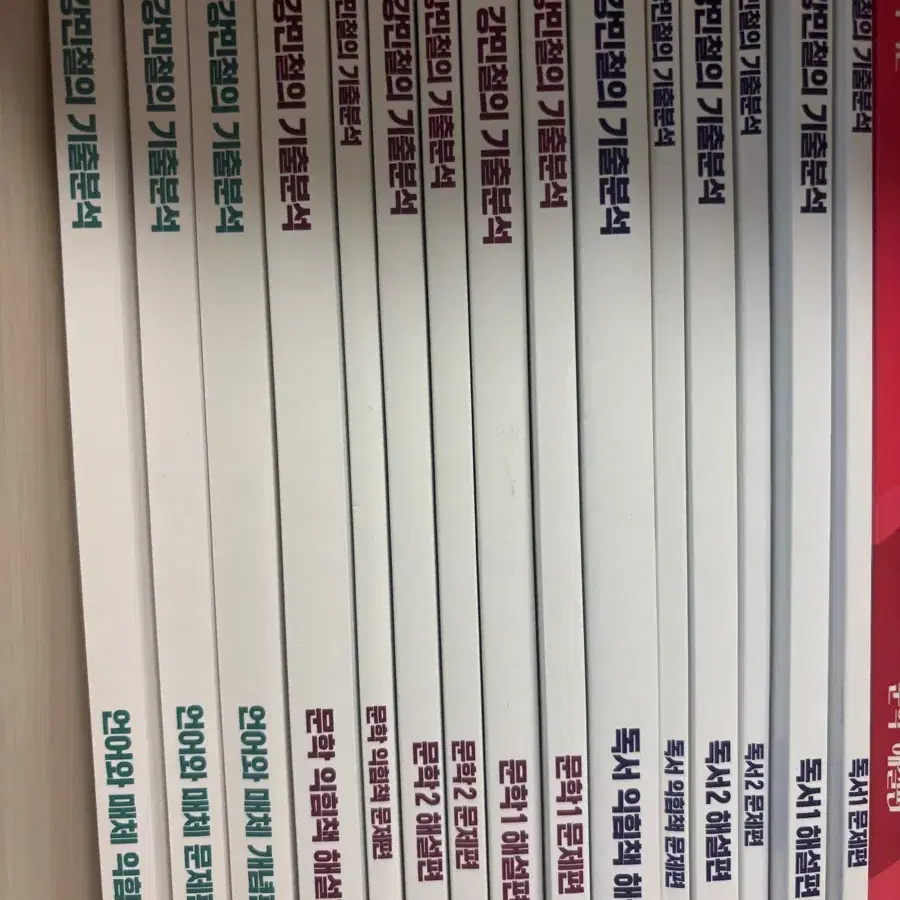 강민철의 기출분석 언어와 매체 익힘
강민철의 기출분석 언어와 매체 문제편
강민철의 기출분석 언어와 매체 개념
강민철의 기출분석 문학 익힘책 해설
강민철의 기출분석 문학 익힘책 문제편
강민철의 기출분석 문학2 해설편
강민철의 기출분석 문학2 문제편
강민철의 기출분석 문학1 해설편
강민철의 기출분석 문학1 문제편
강민철의 기출분석 독서 익힘책 해
강민철의 기출분석 독서 익힘책 문제편
강민철의 기출분석 독서2 해설편
민철의 기출분석 독서2 문제편
강민철의 기출분석 독서1 해설편
철의 기출분석 독서1 문제편
해설편